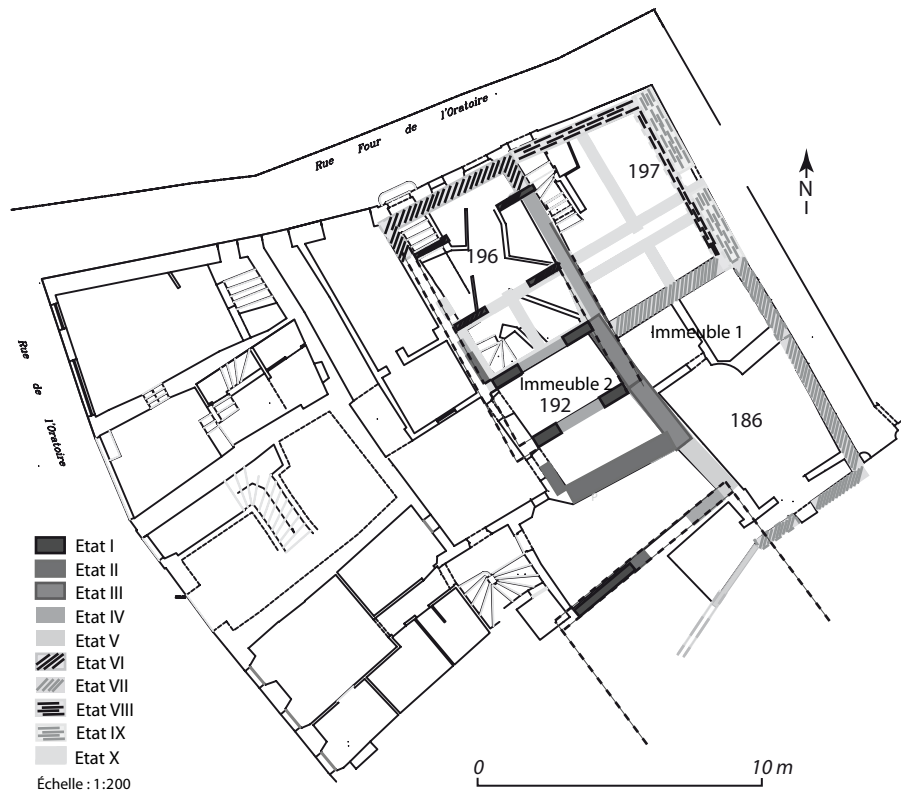 Rue Four de l'Oratoire
197
N
196
Immeuble 1
Rue de l'Oratoire
Immeuble 2
192
186
Etat I
Etat II
Etat III
Etat IV
Etat V
Etat VI
Etat VII
Etat VIII
Etat IX
Etat X
Échelle : 1:200
0 10 m